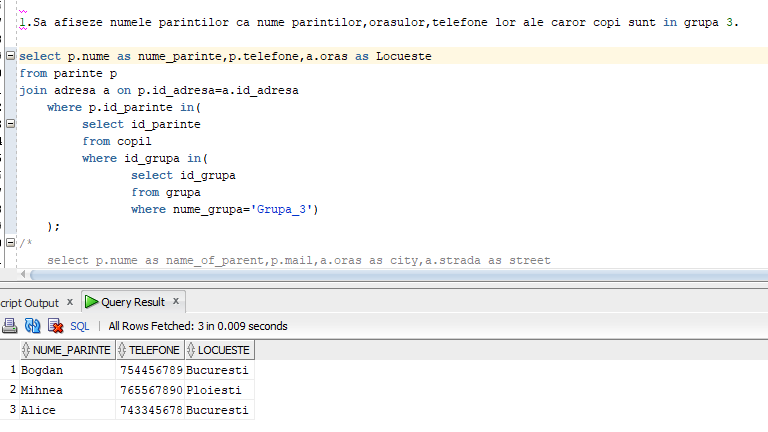 1.Sa afiseze numele parintilor ca nume parintilor,orasulor,telefone lor ale caror copi sunt in grupa 3.
select p.nume as nume_parinte,p.telefone,a.oras as Locueste
from parinte p
join adresa a on p.id_adresa=a.id_adresa
where p.id_parinte in(
select id_parinte
from copil
where id_grupa in(
select id_grupa
from grupa
where nume_grupa='Grupa_3')
);
/*
select p.nume as name_of_parent,p.mail,a.oras as city,a.strada as street
cript Output x Query Result x
SQL | All Rows Fetched: 3 in 0.009 seconds
NUME_PARINTE TELEFONE LOCUESTE
1 Bogdan 754456789 Bucuresti
2 Mihnea 765567890 Ploiesti
3 Alice 743345678 Bucuresti